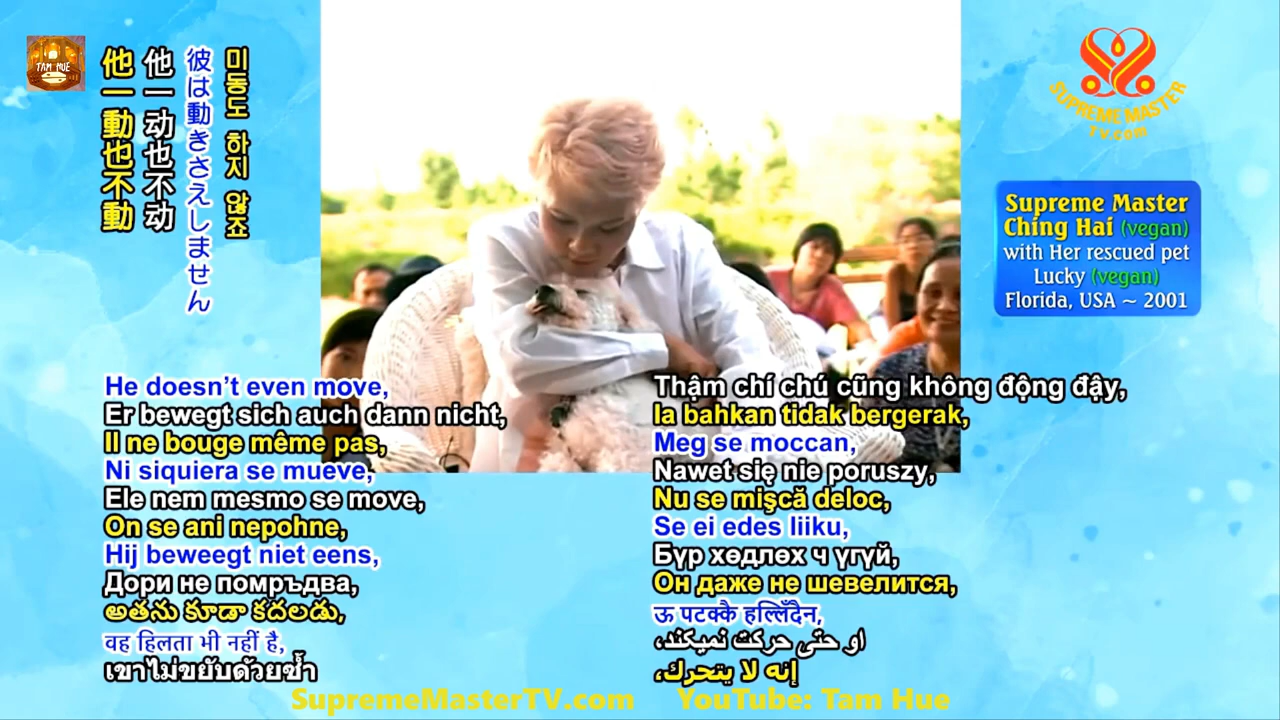 TAM HUE
他一動也不動
他一动也不动
彼は動きさえしません
미동도 하지 않죠
SUPREME MASTER
TV.com
Supreme Master
Ching Hai (vegan)
with Her rescued pet
Lucky (vegan)
Florida, USA ~ 2001
He doesn't even move,
Er bewegt sich auch dann nicht,
Il ne bouge même pas,
Ni siquiera se mueve,
Ele nem mesmo se move,
On se ani nepohne,
Hij beweegt niet eens,
Дори не помръдва,
అతను కూడా కదలడు,
वह हिलता भी नहीं है,
เขาไม่ขยับด้วยซ้ำ
Thậm chí chú cũng không động đậy,
Ia bahkan tidak bergerak,
Meg se moccan,
Nawet się nie poruszy,
Nu se mişcă deloc,
Se ei edes liiku,
Бүр хөдлөх ч үгүй,
Он даже не шевелится,
ऊ पटक्कै हल्लिँदैन,
او حتی حرکت نمیکند،
إنه لا يتحرك،
SupremeMasterTV.com YouTube: Tam Hue